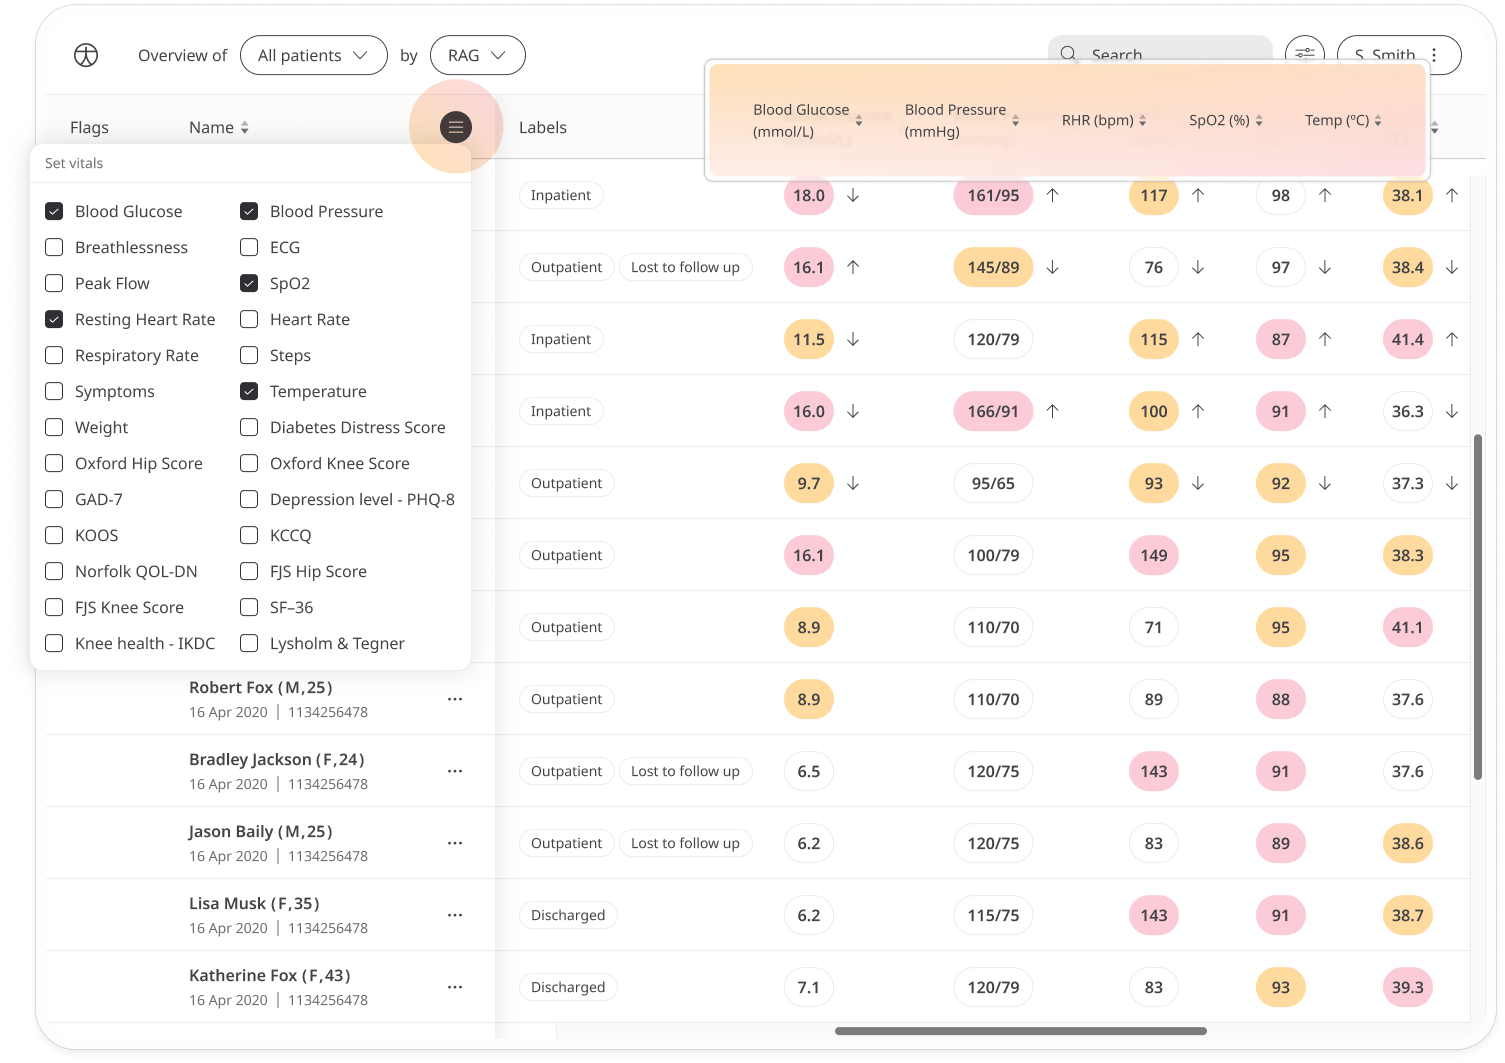 Overview of All patients by RAG Search S. Smith
Flags Name Labels
Blood Glucose (mmol/L) Blood Pressure (mmHg) RHR (bpm) SpO2 (%) Temp (ºC)
Set vitals
Blood Glucose Blood Pressure
Breathlessness ECG
Peak Flow SpO2
Resting Heart Rate Heart Rate
Respiratory Rate Steps
Symptoms Temperature
Weight Diabetes Distress Score
Oxford Hip Score Oxford Knee Score
GAD-7 Depression level - PHQ-8
KOOS KCCQ
Norfolk QOL-DN FJS Hip Score
FJS Knee Score SF–36
Knee health - IKDC Lysholm & Tegner
Inpatient 18.0 161/95 117 98 38.1
Outpatient Lost to follow up 16.1 145/89 76 97 38.4
Inpatient 11.5 120/79 115 87 41.4
Inpatient 16.0 166/91 100 91 36.3
Outpatient 9.7 95/65 93 92 37.3
Outpatient 16.1 100/79 149 95 38.3
Outpatient 8.9 110/70 71 95 41.1
Robert Fox (M,25)
16 Apr 2020 | 1134256478
Outpatient 8.9 110/70 89 88 37.6
Bradley Jackson (F,24)
16 Apr 2020 | 1134256478
Outpatient Lost to follow up 6.5 120/75 143 91 37.6
Jason Baily (M,25)
16 Apr 2020 | 1134256478
Outpatient Lost to follow up 6.2 120/75 83 89 38.6
Lisa Musk (F,35)
16 Apr 2020 | 1134256478
Discharged 6.2 115/75 143 91 38.7
Katherine Fox (F,43)
16 Apr 2020 | 1134256478
Discharged 7.1 120/79 83 93 39.3